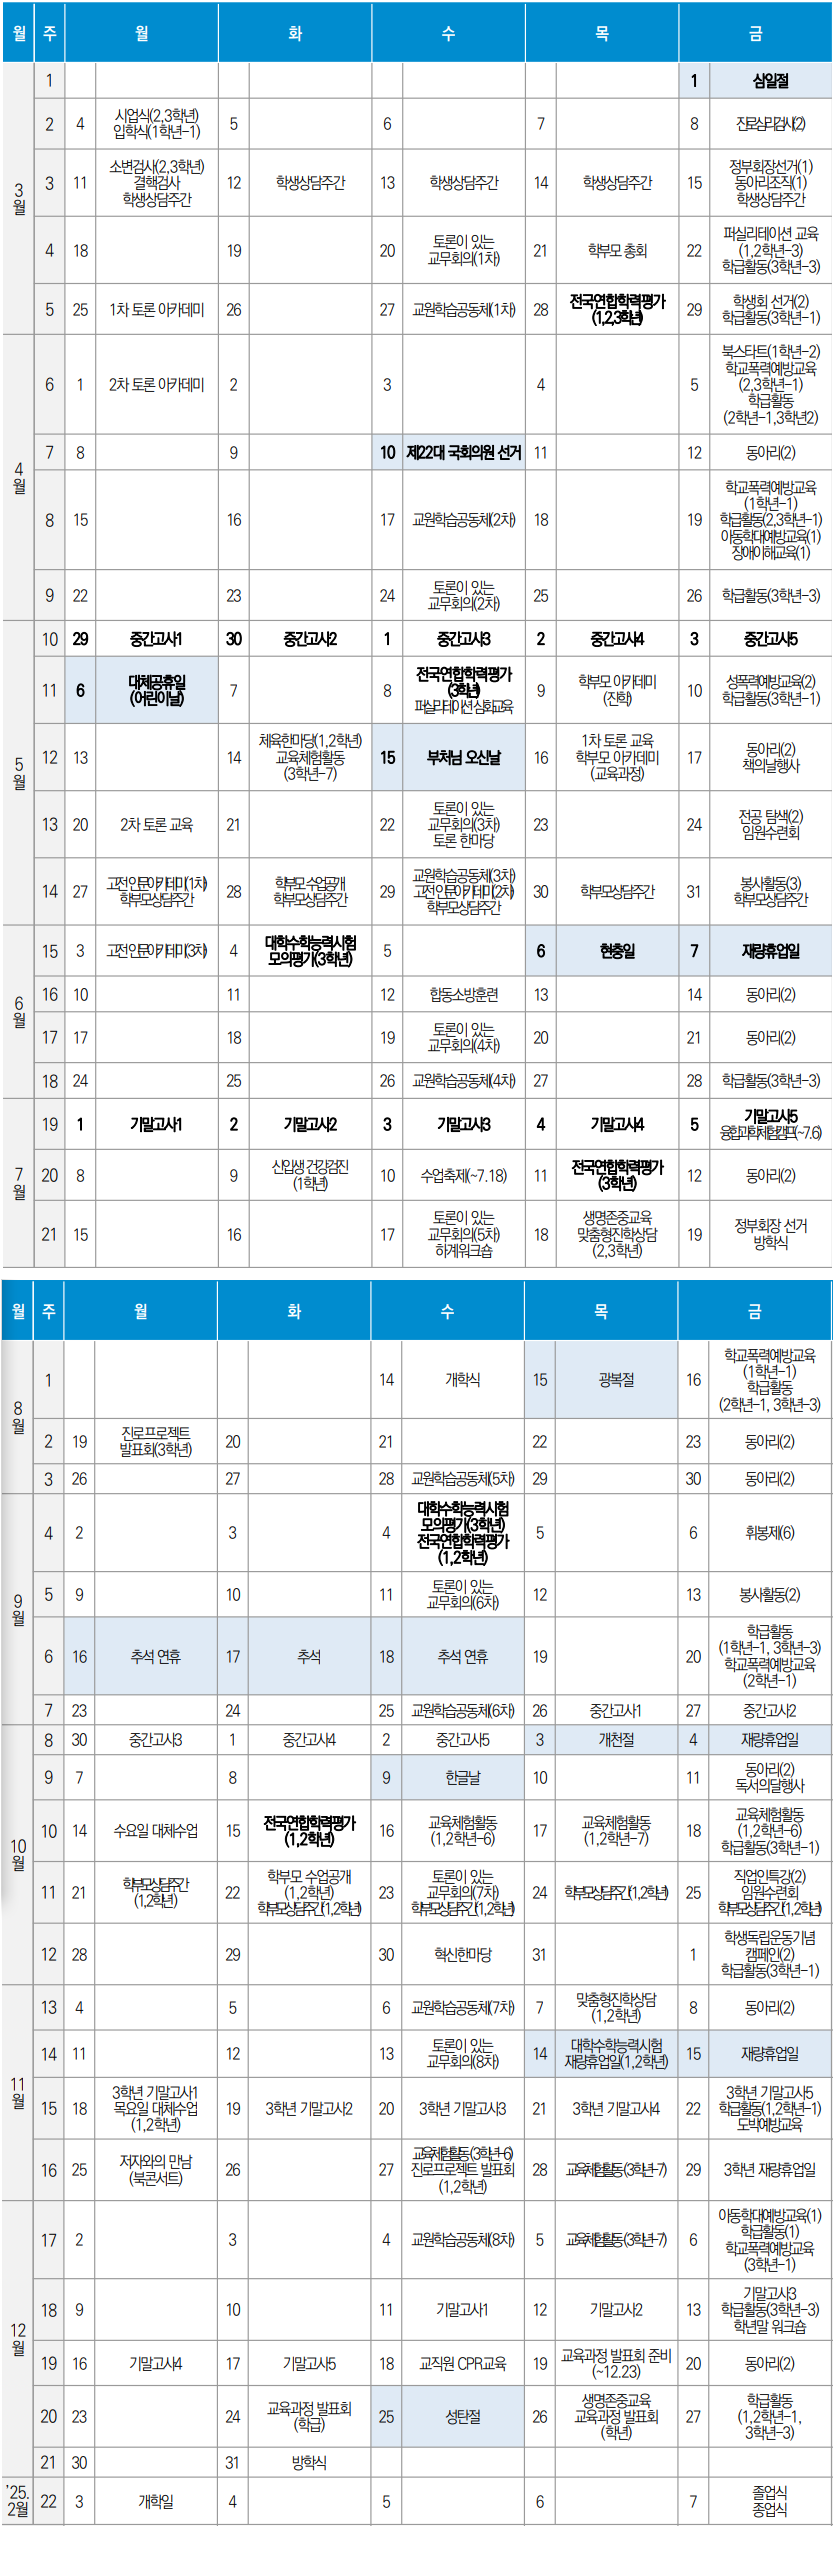 월 주 월 화 수 목 금
3
월
1 1 삼일절
2 4 시업식(2,3학년)
입학식(1학년-1) 5 6 7 8 진로심리검사(2)
3 11 소변검사(2,3학년)
결핵검사
학생상담주간 12 학생상담주간 13 학생상담주간 14 학생상담주간 15 정부회장선거(1)
동아리조직(1)
학생상담주간
4 18 19 20 토론이 있는
교무회의(1차) 21 학부모 총회 22 퍼실리테이션 교육
(1,2학년-3)
학급활동(3학년-3)
5 25 1차 토론 아카데미 26 27 교원학습공동체(1차) 28 전국연합학력평가
(1,2,3학년) 29 학생회 선거(2)
학급활동(3학년-1)
4
월
6 1 2차 토론 아카데미 2 3 4 5 북스타트(1학년-2)
학교폭력예방교육
(2,3학년-1)
학급활동
(2학년-1,3학년2)
7 8 9 10 제22대 국회의원 선거 11 12 동아리(2)
8 15 16 17 교원학습공동체(2차) 18 19 학교폭력예방교육
(1학년-1)
학급활동(2,3학년-1)
아동학대예방교육(1)
장애이해교육(1)
9 22 23 24 토론이 있는
교무회의(2차) 25 26 학급활동(3학년-3)
5
월
10 29 중간고사1 30 중간고사2 1 중간고사3 2 중간고사4 3 중간고사5
11 6 대체공휴일
(어린이날) 7 8 전국연합학력평가
(3학년)
퍼실리테이션 심화교육 9 학부모 아카데미
(진학) 10 성폭력예방교육(2)
학급활동(3학년-1)
12 13 14 체육한마당(1,2학년)
교육체험활동
(3학년-7) 15 부처님 오신날 16 1차 토론 교육
학부모 아카데미
(교육과정) 17 동아리(2)
책의날행사
13 20 2차 토론 교육 21 22 토론이 있는
교무회의(3차)
토론 한마당 23 24 전공 탐색(2)
임원수련회
14 27 고전인문아카데미(1차)
학부모상담주간 28 학부모 수업공개
학부모상담주간 29 교원학습공동체(3차)
고전인문아카데미(2차)
학부모상담주간 30 학부모상담주간 31 봉사활동(3)
학부모상담주간
6
월
15 3 고전인문아카데미(3차) 4 대학수학능력시험
모의평가(3학년) 5 6 현충일 7 재량휴업일
16 10 11 12 합동소방훈련 13 14 동아리(2)
17 17 18 19 토론이 있는
교무회의(4차) 20 21 동아리(2)
18 24 25 26 교원학습공동체(4차) 27 28 학급활동(3학년-3)
7
월
19 1 기말고사1 2 기말고사2 3 기말고사3 4 기말고사4 5 기말고사5
융합과학체험캠프(~7.6)
20 8 9 신입생 건강검진
(1학년) 10 수업축제(~7.18) 11 전국연합학력평가
(3학년) 12 동아리(2)
21 15 16 17 토론이 있는
교무회의(5차)
하계워크숍 18 생명존중교육
맞춤형진학상담
(2,3학년) 19 정부회장 선거
방학식
월 주 월 화 수 목 금
8
월
1 14 개학식 15 광복절 16 학교폭력예방교육
(1학년-1)
학급활동
(2학년-1, 3학년-3)
2 19 진로프로젝트
발표회(3학년) 20 21 22 23 동아리(2)
3 26 27 28 교원학습공동체(5차) 29 30 동아리(2)
9
월
4 2 3 4 대학수학능력시험
모의평가(3학년)
전국연합학력평가
(1,2학년) 5 6 휘봉제(6)
5 9 10 11 토론이 있는
교무회의(6차) 12 13 봉사활동(2)
6 16 추석 연휴 17 추석 18 추석 연휴 19 20 학급활동
(1학년-1, 3학년-3)
학교폭력예방교육
(2학년-1)
7 23 24 25 교원학습공동체(6차) 26 중간고사1 27 중간고사2
10
월
8 30 중간고사3 1 중간고사4 2 중간고사5 3 개천절 4 재량휴업일
9 7 8 9 한글날 10 11 동아리(2)
독서의달행사
10 14 수요일 대체수업 15 전국연합학력평가
(1,2학년) 16 교육체험활동
(1,2학년-6) 17 교육체험활동
(1,2학년-7) 18 교육체험활동
(1,2학년-6)
학급활동(3학년-1)
11 21 학부모상담주간
(1,2학년) 22 학부모 수업공개
(1,2학년)
학부모상담주간(1,2학년) 23 토론이 있는
교무회의(7차)
학부모상담주간(1,2학년) 24 학부모상담주간(1,2학년) 25 직업인특강(2)
임원수련회
학부모상담주간(1,2학년)
12 28 29 30 혁신한마당 31 1 학생독립운동기념
캠페인(2)
학급활동(3학년-1)
11
월
13 4 5 6 교원학습공동체(7차) 7 맞춤형진학상담
(1,2학년) 8 동아리(2)
14 11 12 13 토론이 있는
교무회의(8차) 14 대학수학능력시험
재량휴업일(1,2학년) 15 재량휴업일
15 18 3학년 기말고사1
목요일 대체수업
(1,2학년) 19 3학년 기말고사2 20 3학년 기말고사3 21 3학년 기말고사4 22 3학년 기말고사5
학급활동(1,2학년-1)
도박예방교육
16 25 저자와의 만남
(북콘서트) 26 27 교육체험활동(3학년-6)
진로프로젝트 발표회
(1,2학년) 28 교육체험활동(3학년-7) 29 3학년 재량휴업일
12
월
17 2 3 4 교원학습공동체(8차) 5 교육체험활동(3학년-7) 6 아동학대예방교육(1)
학급활동(1)
학교폭력예방교육
(3학년-1)
18 9 10 11 기말고사1 12 기말고사2 13 기말고사3
학급활동(3학년-3)
학년말 워크숍
19 16 기말고사4 17 기말고사5 18 교직원 CPR교육 19 교육과정 발표회 준비
(~12.23) 20 동아리(2)
20 23 24 교육과정 발표회
(학급) 25 성탄절 26 생명존중교육
교육과정 발표회
(학년) 27 학급활동
(1,2학년-1,
3학년-3)
21 30 31 방학식
'25.
2월
22 3 개학일 4 5 6 7 졸업식
종업식